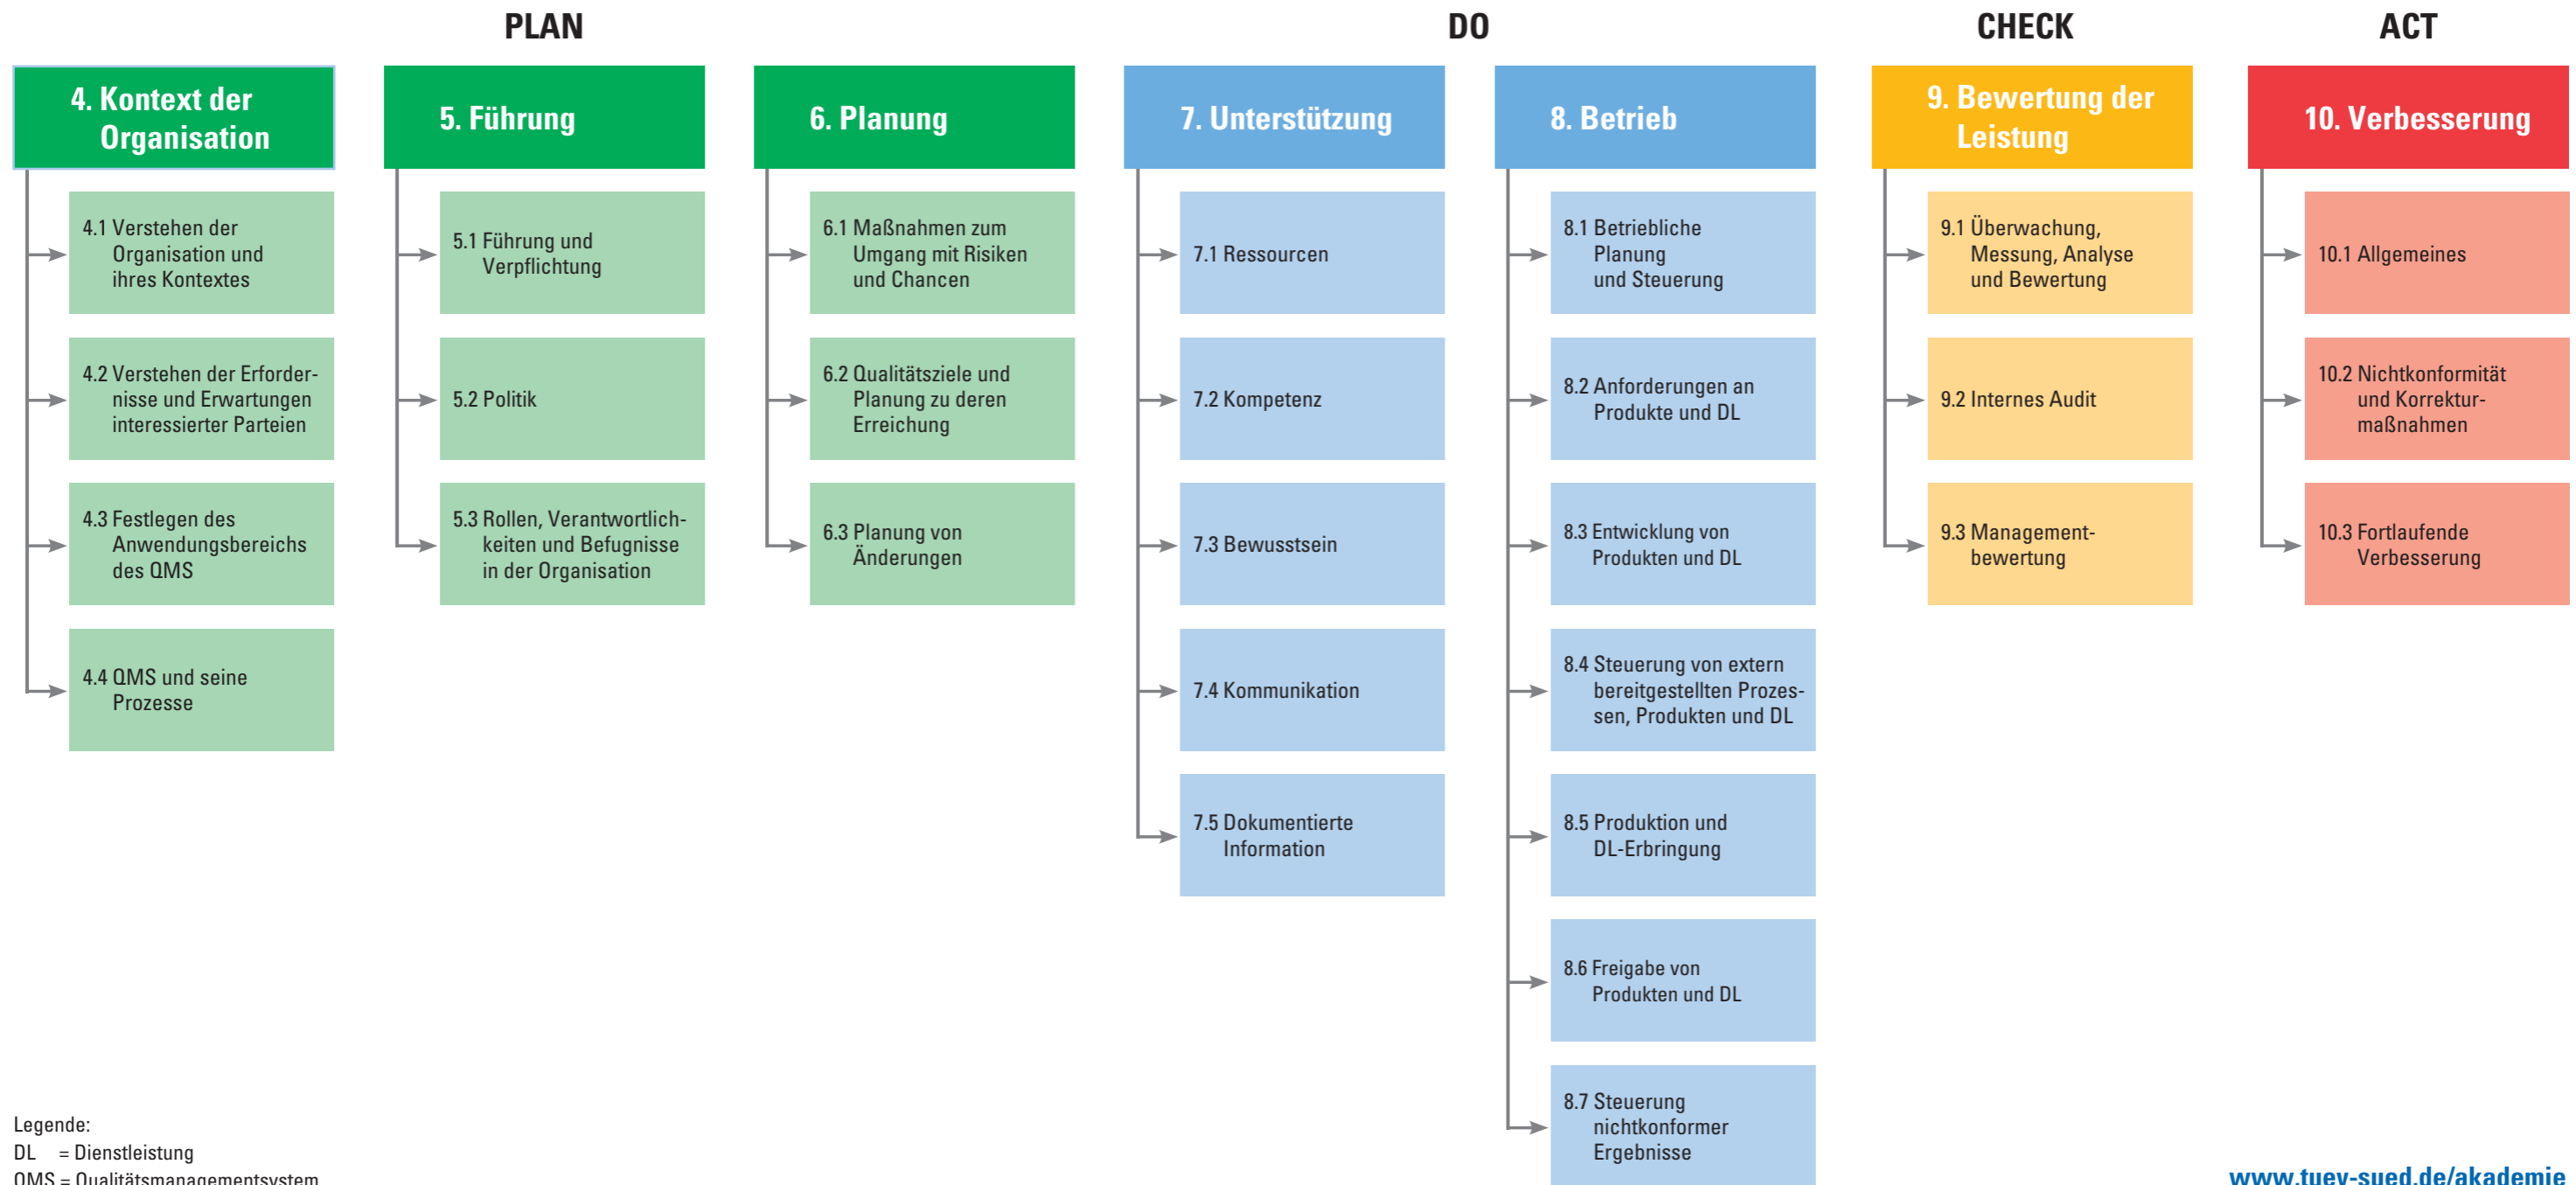 PLAN
DO
CHECK
ACT
4. Kontext der
Organisation
4.1 Verstehen der
Organisation und
ihres Kontextes
4.2 Verstehen der Erforder-
nisse und Erwartungen
interessierter Parteien
4.3 Festlegen des
Anwendungsbereichs
des QMS
4.4 QMS und seine
Prozesse
5. Führung
5.1 Führung und
Verpflichtung
5.2 Politik
5.3 Rollen, Verantwortlich-
keiten und Befugnisse
in der Organisation
6. Planung
6.1 Maßnahmen zum
Umgang mit Risiken
und Chancen
6.2 Qualitätsziele und
Planung zu deren
Erreichung
6.3 Planung von
Änderungen
7. Unterstützung
7.1 Ressourcen
7.2 Kompetenz
7.3 Bewusstsein
7.4 Kommunikation
7.5 Dokumentierte
Information
8. Betrieb
8.1 Betriebliche
Planung
und Steuerung
8.2 Anforderungen an
Produkte und DL
8.3 Entwicklung von
Produkten und DL
8.4 Steuerung von extern
bereitgestellten Prozes-
sen, Produkten und DL
8.5 Produktion und
DL-Erbringung
8.6 Freigabe von
Produkten und DL
8.7 Steuerung
nichtkonformer
Ergebnisse
9. Bewertung der
Leistung
9.1 Überwachung,
Messung, Analyse
und Bewertung
9.2 Internes Audit
9.3 Management-
bewertung
10. Verbesserung
10.1 Allgemeines
10.2 Nichtkonformität
und Korrektur-
maßnahmen
10.3 Fortlaufende
Verbesserung
Legende:
DL = Dienstleistung
QMS = Qualitätsmanagementsystem
www.tuev-sued.de/akademie